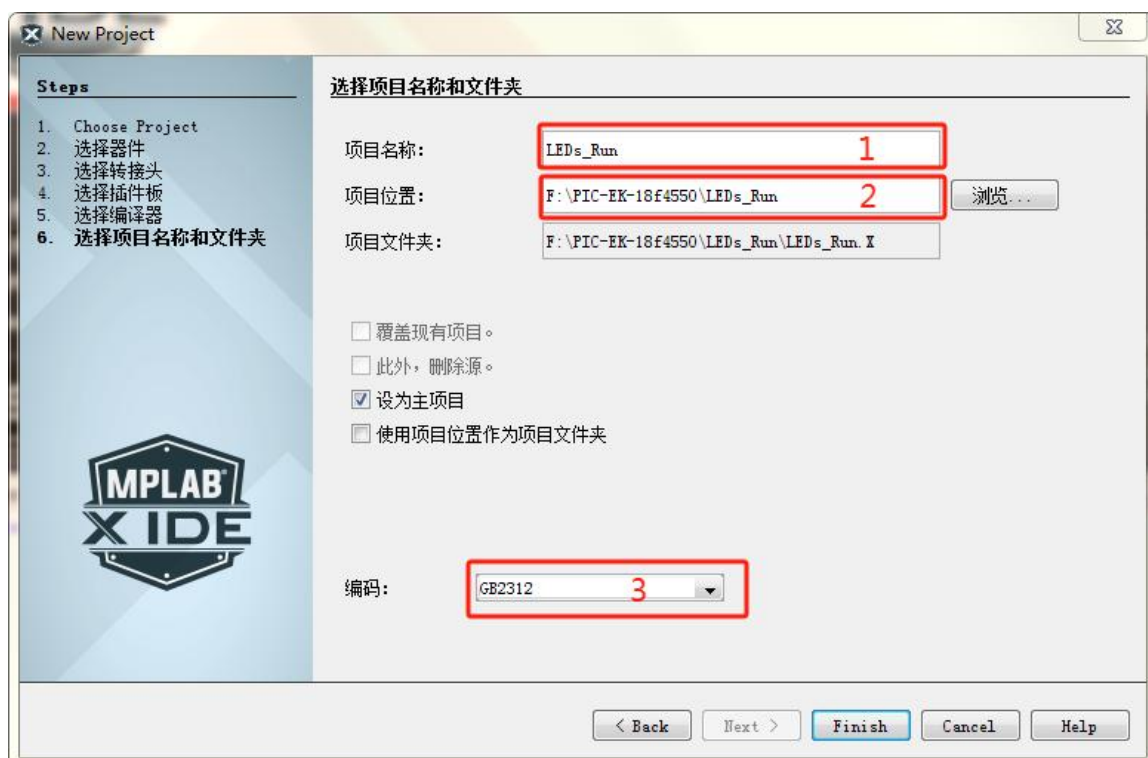 New Project
Steps
1. Choose Project
2. 选择器件
3. 选择转接头
4. 选择插件板
5. 选择编译器
6. 选择项目名称和文件夹
MPLAB
X IDE
选择项目名称和文件夹
项目名称: LEDs_Run 1
项目位置: F:\PIC-EK-18f4550\LEDs_Run 2 浏览...
项目文件夹: F:\PIC-EK-18f4550\LEDs_Run\LEDs_Run.X
覆盖现有项目。
此外，删除源。
设为主项目
使用项目位置作为项目文件夹
编码: GB2312 3
< Back Next > Finish Cancel Help